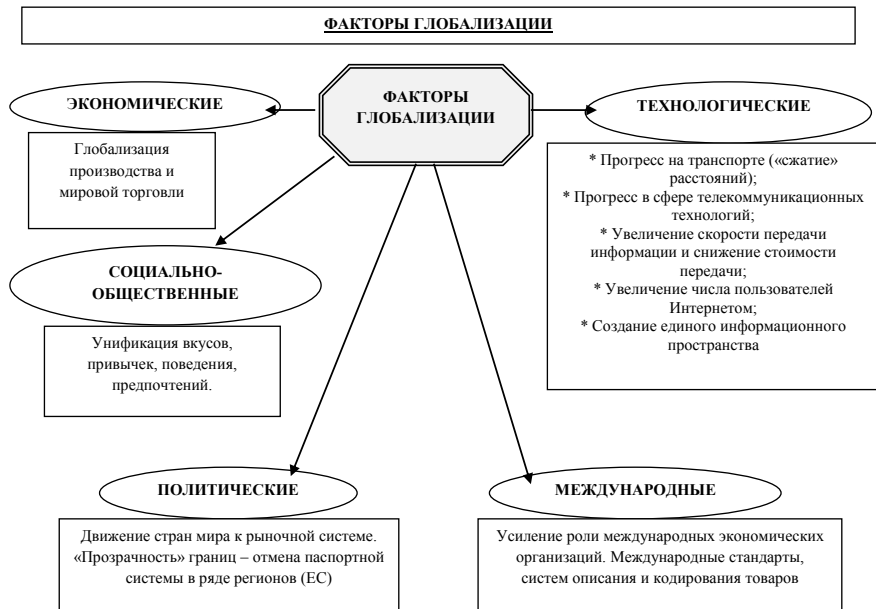 ФАКТОРЫ ГЛОБАЛИЗАЦИИ
ФАКТОРЫ
ГЛОБАЛИЗАЦИИ
ЭКОНОМИЧЕСКИЕ
Глобализация
производства и
мировой торговли
ТЕХНОЛОГИЧЕСКИЕ
* Прогресс на транспорте («сжатие»
расстояний);
* Прогресс в сфере телекоммуникационных
технологий;
* Увеличение скорости передачи
информации и снижение стоимости
передачи;
* Увеличение числа пользователей
Интернетом;
* Создание единого информационного
пространства
СОЦИАЛЬНО-
ОБЩЕСТВЕННЫЕ
Унификация вкусов,
привычек, поведения,
предпочтений.
ПОЛИТИЧЕСКИЕ
Движение стран мира к рыночной системе.
«Прозрачность» границ – отмена паспортной
системы в ряде регионов (ЕС)
МЕЖДУНАРОДНЫЕ
Усиление роли международных экономических
организаций. Международные стандарты,
систем описания и кодирования товаров